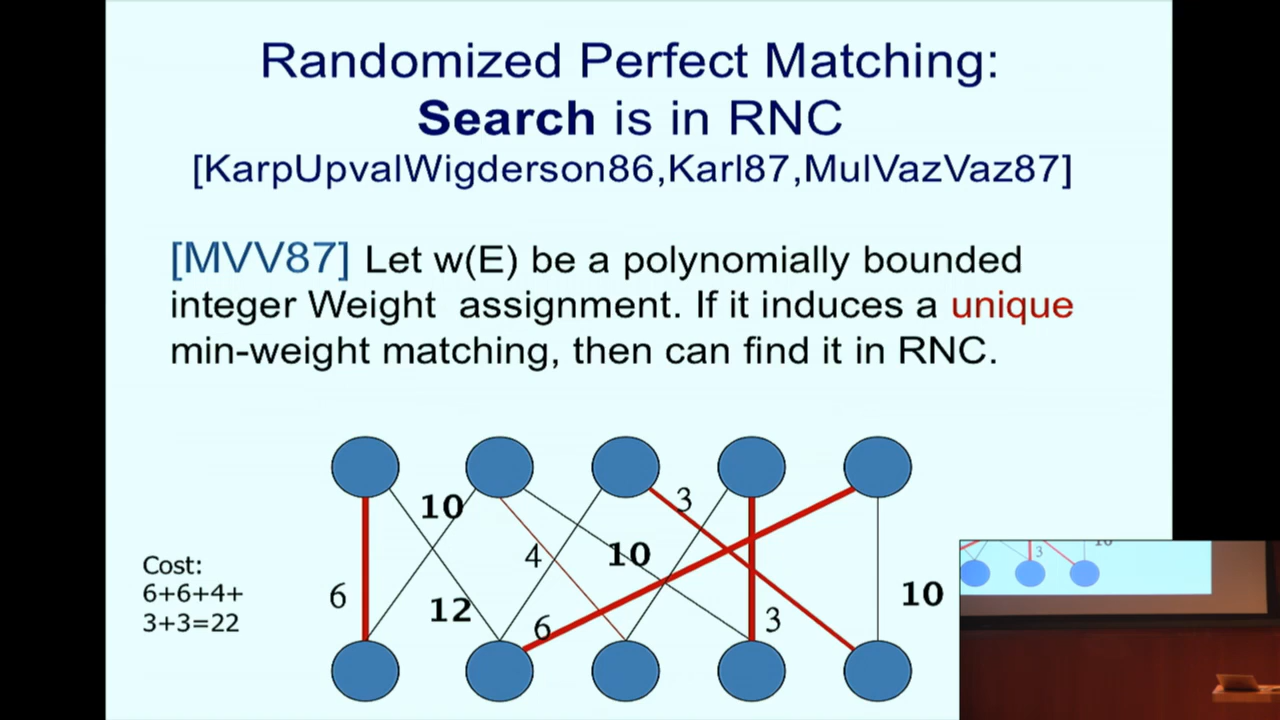 Randomized Perfect Matching:
Search is in RNC
[KarpUpvalWigderson86,Karl87,MulVazVaz87]
[MVV87] Let w(E) be a polynomially bounded
integer Weight assignment. If it induces a unique
min-weight matching, then can find it in RNC.
10
3
4
10
Cost:
6+6+4+
3+3=22
6
12
6
3
10
3